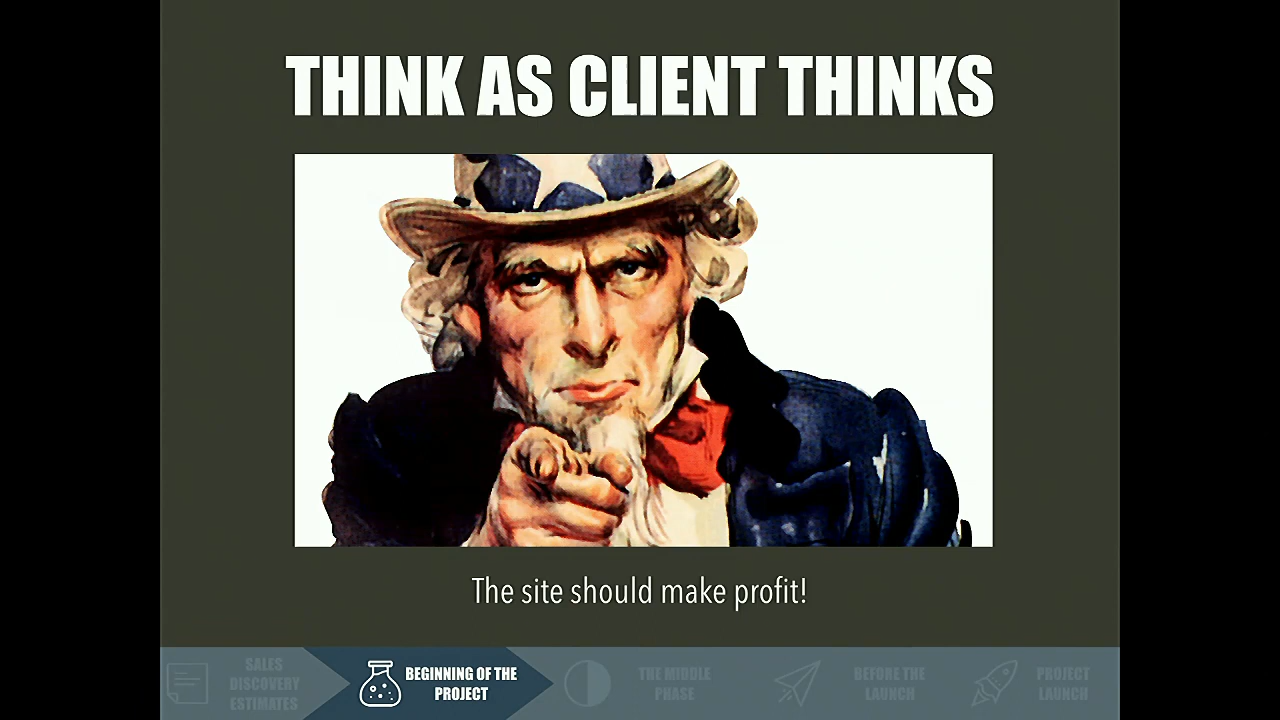 THINK AS CLIENT THINKS
The site should make profit!
SALES
DISCOVERY
ESTIMATES
BEGINNING OF THE
PROJECT
THE MIDDLE
PHASE
BEFORE THE
LAUNCH
PROJECT
LAUNCH